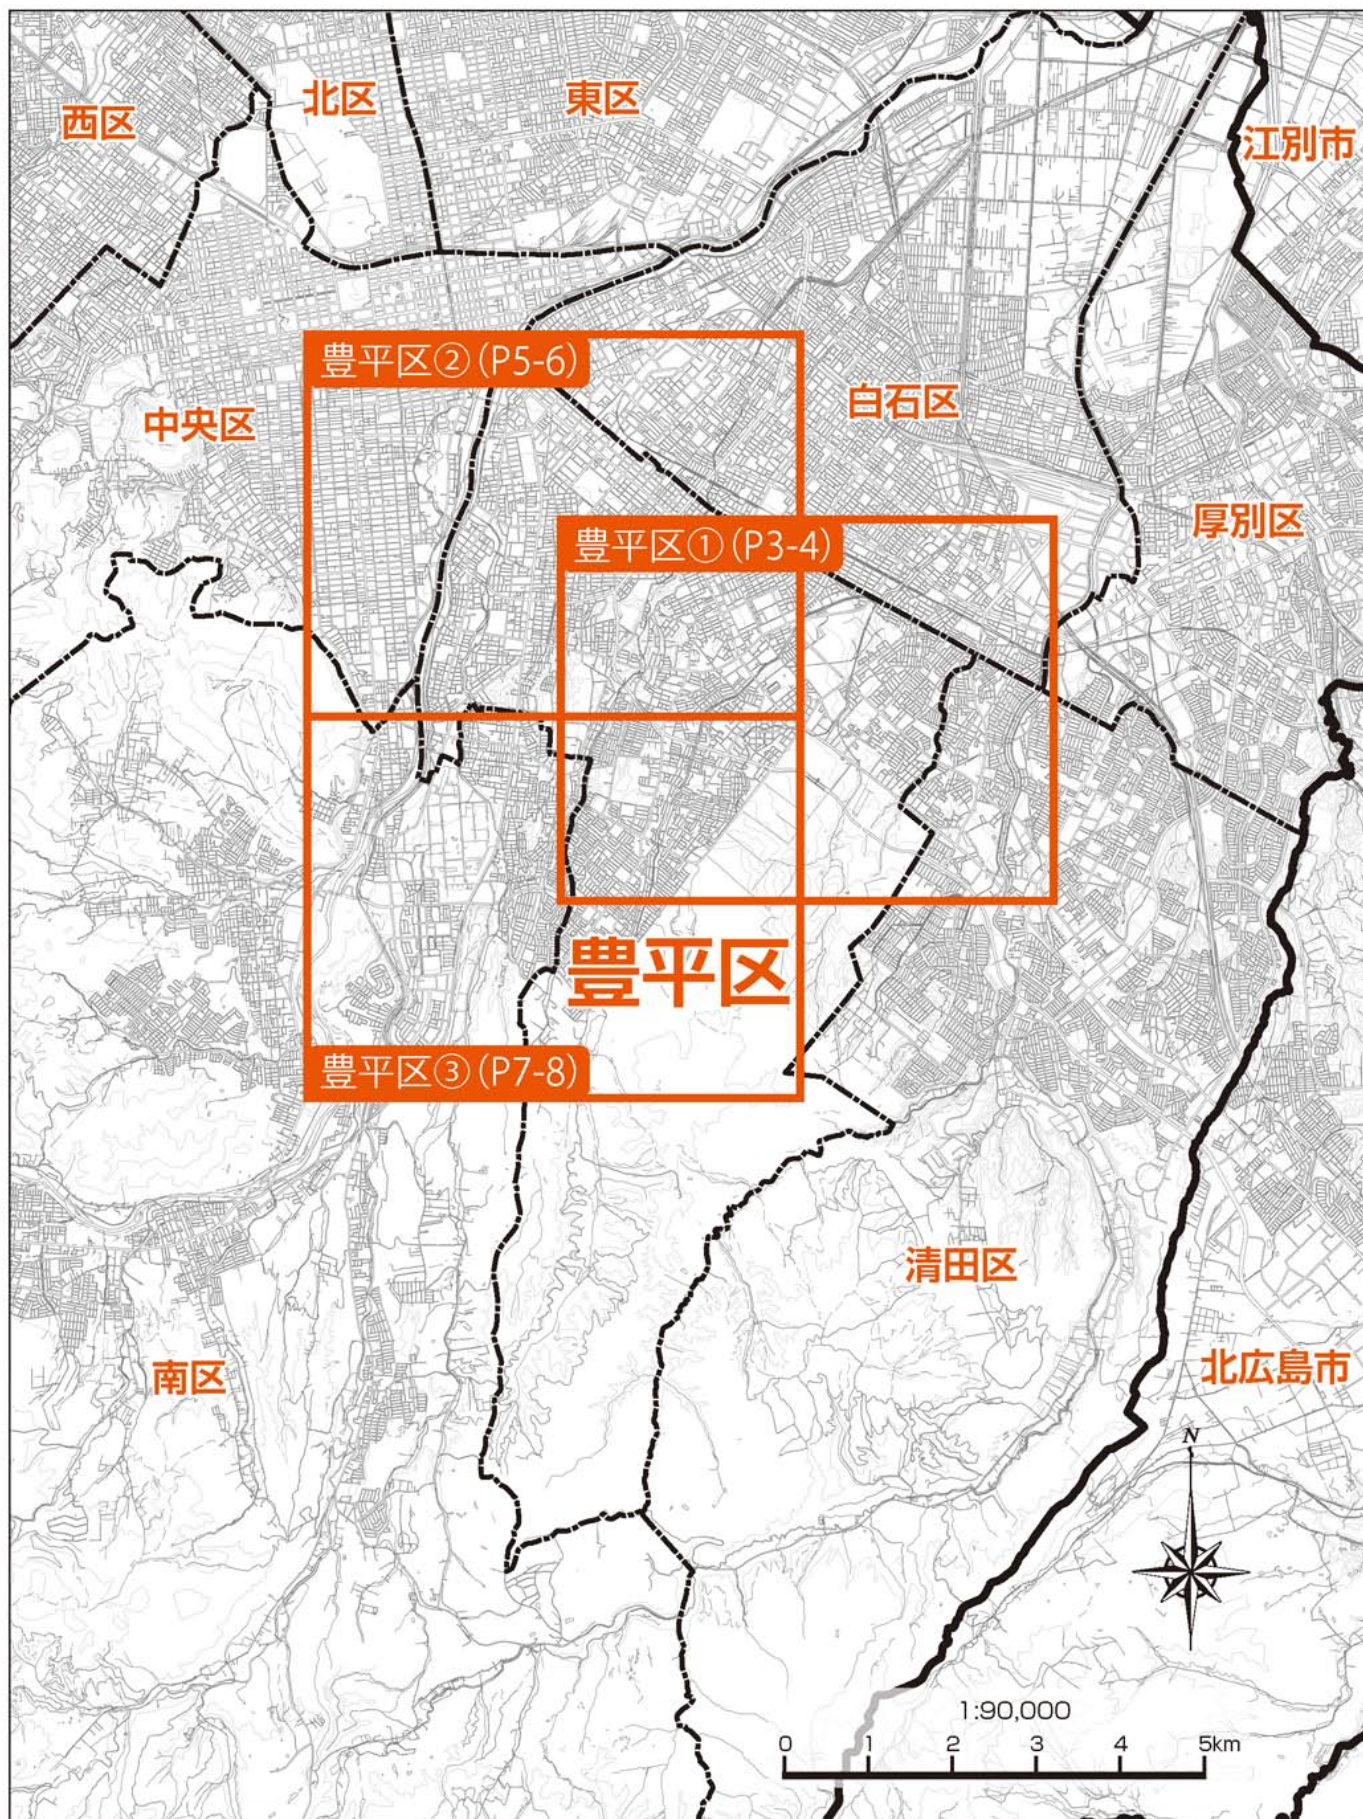 北区
東区
西区
江別市
豊平区②(P5-6)
白石区
中央区
厚別区
豊平区①(P3-4)
豊平区
豊平区③(P7-8)
清田区
南区
北広島市
N
1:90,000
0 1 2 3 4 5km